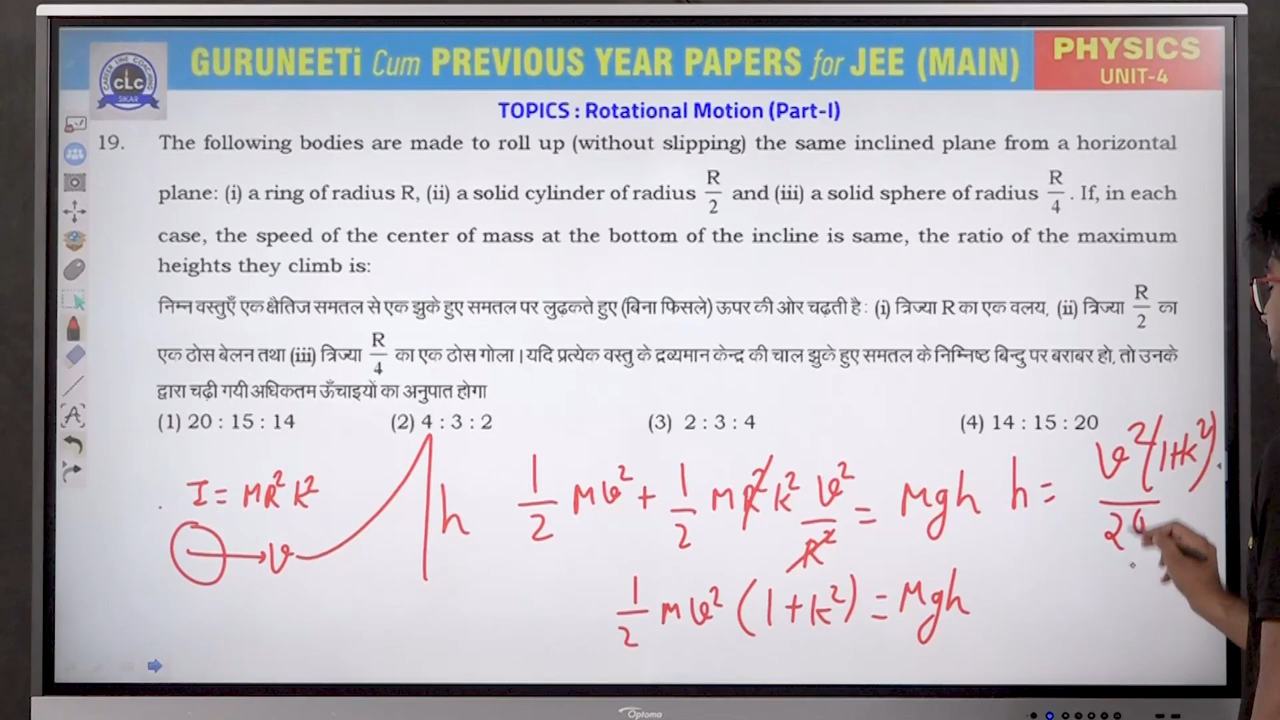 GURUNEETi Cum PREVIOUS YEAR PAPERS for JEE (MAIN)
PHYSICS
UNIT-4
CAREER LINE COACHING
CLC
SIKAR
TOPICS : Rotational Motion (Part-I)
19. The following bodies are made to roll up (without slipping) the same inclined plane from a horizontal
plane: (i) a ring of radius R, (ii) a solid cylinder of radius R/2 and (iii) a solid sphere of radius R/4. If, in each
case, the speed of the center of mass at the bottom of the incline is same, the ratio of the maximum
heights they climb is:
निम्न वस्तुएँ एक क्षैतिज समतल से एक झुके हुए समतल पर लुढ़कते हुए (बिना फिसले) ऊपर की ओर चढ़ती है: (i) त्रिज्या R का एक वलय, (ii) त्रिज्या R/2 का
एक ठोस बेलन तथा (iii) त्रिज्या R/4 का एक ठोस गोला। यदि प्रत्येक वस्तु के द्रव्यमान केन्द्र की चाल झुके हुए समतल के निम्निष्ठ बिन्दु पर बराबर हो, तो उनके
द्वारा चढ़ी गयी अधिकतम ऊँचाइयों का अनुपात होगा
(1) 20 : 15 : 14 (2) 4 : 3 : 2 (3) 2 : 3 : 4 (4) 14 : 15 : 20
I = MR²K²
v
h
1/2 Mv² + 1/2 MR²K² v²/R² = Mgh h = v²(1+K²)/2g
1/2 Mv² (1+K²) = Mgh
Optoma